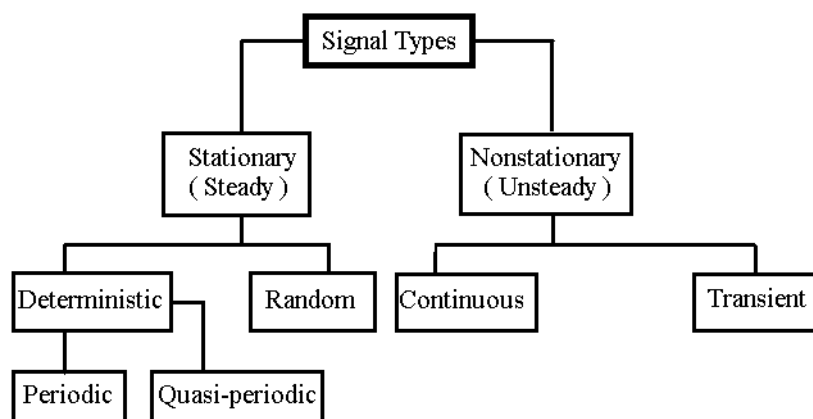 Signal Types
Stationary
( Steady )
Nonstationary
( Unsteady )
Deterministic
Random
Continuous
Transient
Periodic
Quasi-periodic